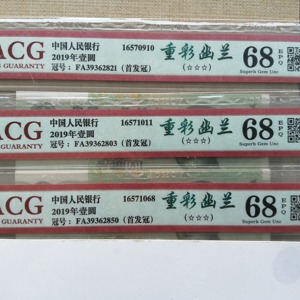 ACG
GUARANTY
中国人民银行 16570910
2019年壹圆
冠号：FA39362821（首发冠）
重彩幽兰
（☆☆☆）
68 EPQ
Superb Gem Unc
ACG
GUARANTY
中国人民银行 16571011
2019年壹圆
冠号：FA39362803（首发冠）
重彩幽兰
（☆☆☆）
68 EPQ
Superb Gem Unc
ACG
GUARANTY
中国人民银行 16571068
2019年壹圆
冠号：FA39362850（首发冠）
重彩幽兰
（☆☆☆）
68 EPQ
Superb Gem Unc